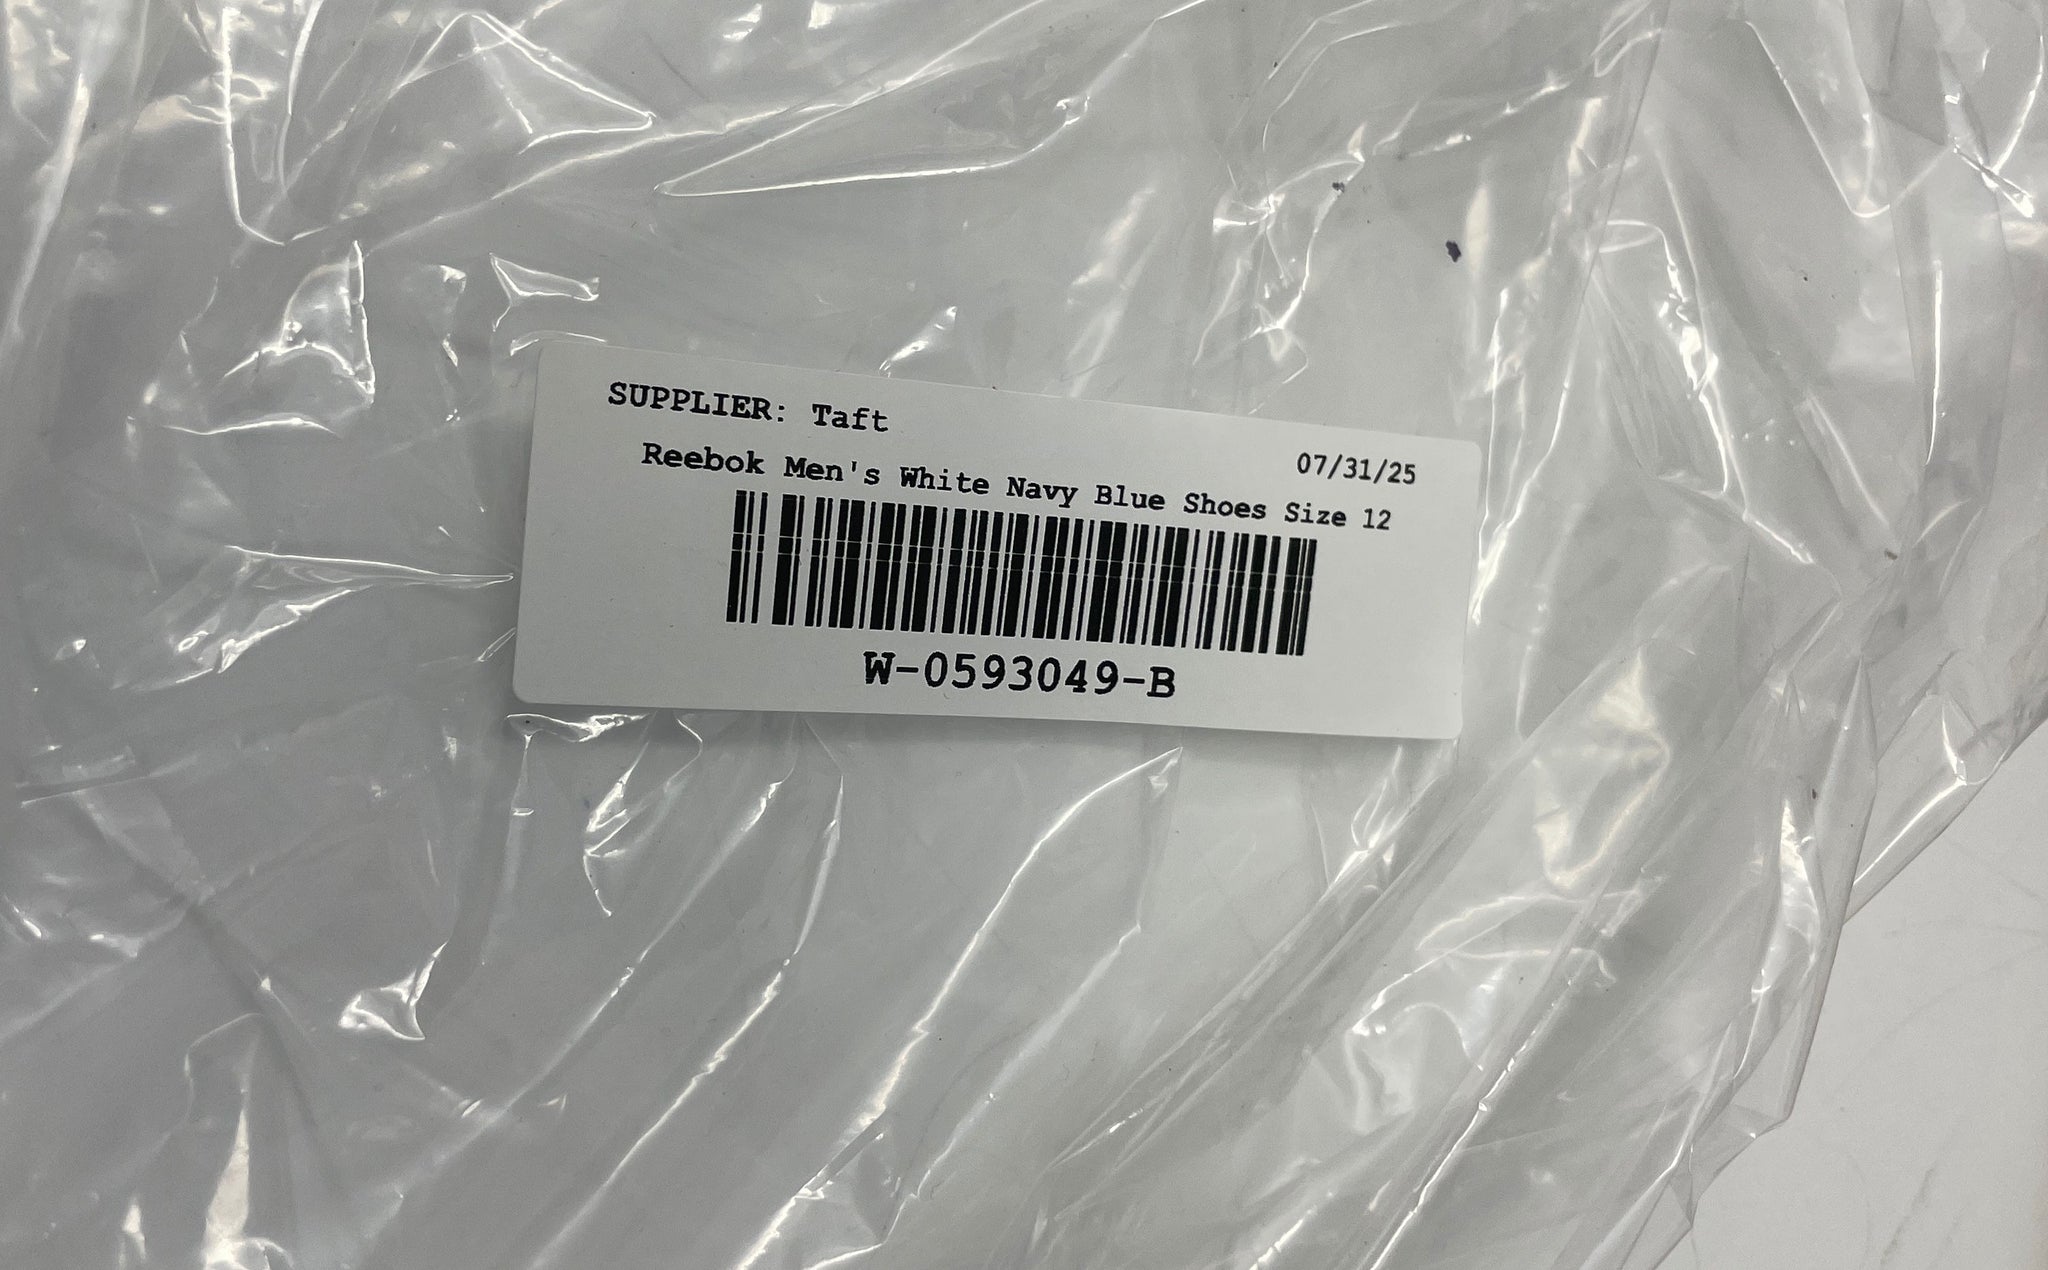 SUPPLIER: Taft
07/31/25
Reebok Men's White Navy Blue Shoes Size 12
W-0593049-B